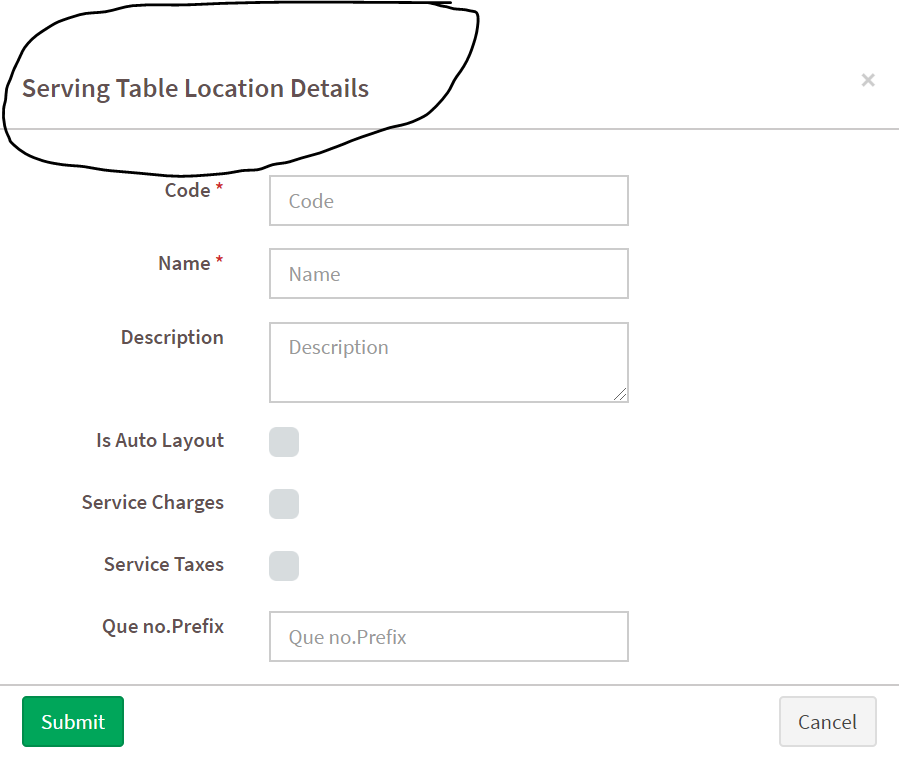 Serving Table Location Details
×
Code *
Code
Name *
Name
Description
Description
Is Auto Layout
Service Charges
Service Taxes
Que no.Prefix
Que no.Prefix
Submit
Cancel